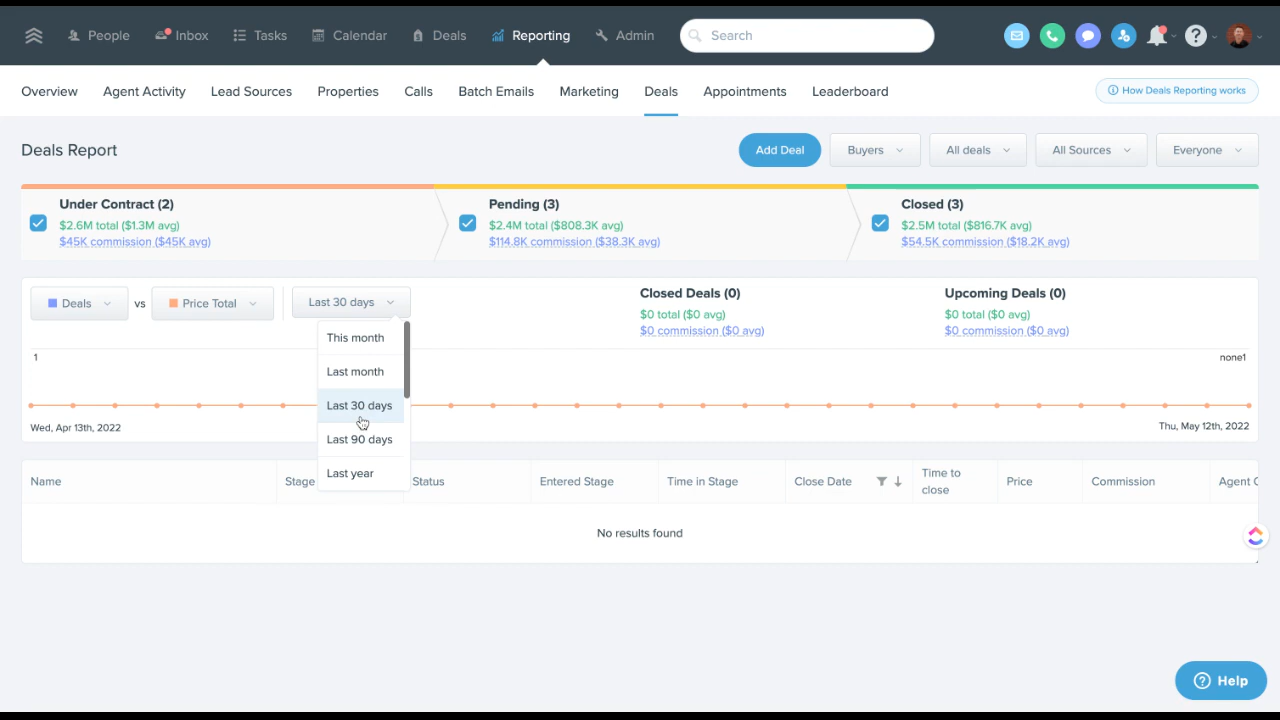 People
Inbox
Tasks
Calendar
Deals
Reporting
Admin
Search
Overview
Agent Activity
Lead Sources
Properties
Calls
Batch Emails
Marketing
Deals
Appointments
Leaderboard
How Deals Reporting works
Deals Report
Add Deal
Buyers
All deals
All Sources
Everyone
Under Contract (2)
$2.6M total ($1.3M avg)
$45K commission ($45K avg)
Pending (3)
$2.4M total ($808.3K avg)
$114.8K commission ($38.3K avg)
Closed (3)
$2.5M total ($816.7K avg)
$54.5K commission ($18.2K avg)
Deals
vs
Price Total
Last 30 days
Closed Deals (0)
$0 total ($0 avg)
$0 commission ($0 avg)
Upcoming Deals (0)
$0 total ($0 avg)
$0 commission ($0 avg)
This month
Last month
Last 30 days
Last 90 days
Last year
1
none1
Wed, Apr 13th, 2022
Thu, May 12th, 2022
Name
Stage
Status
Entered Stage
Time in Stage
Close Date
Time to
close
Price
Commission
Agent C
No results found
Help